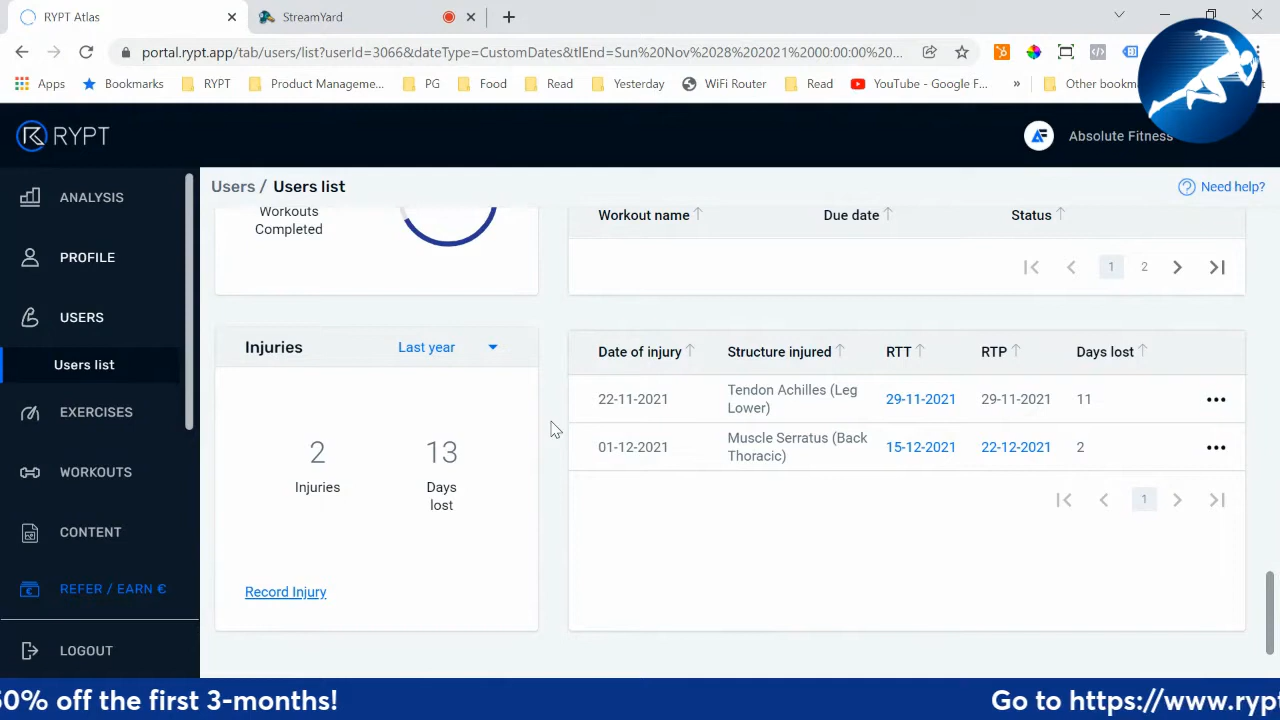 RYPT Atlas
StreamYard
portal.rypt.app/tab/users/list?userId=3066&dateType=CustomDates&tlEnd=Sun%20Nov%2028%202021%2000:00:00%20...
Apps
Bookmarks
RYPT
Product Manageme...
PG
Food
Read
Yesterday
WiFi Router
Read
YouTube - Google F...
»
Other bookm
RYPT
Absolute Fitness
ANALYSIS
PROFILE
USERS
Users list
EXERCISES
WORKOUTS
CONTENT
REFER / EARN €
LOGOUT
Users / Users list
Need help?
Workouts
Completed
Workout name
Due date
Status
1
2
Injuries
Last year
2
Injuries
13
Days
lost
Record Injury
Date of injury
Structure injured
RTT
RTP
Days lost
22-11-2021
Tendon Achilles (Leg
Lower)
29-11-2021
29-11-2021
11
01-12-2021
Muscle Serratus (Back
Thoracic)
15-12-2021
22-12-2021
2
1
50% off the first 3-months!
Go to https://www.rypt